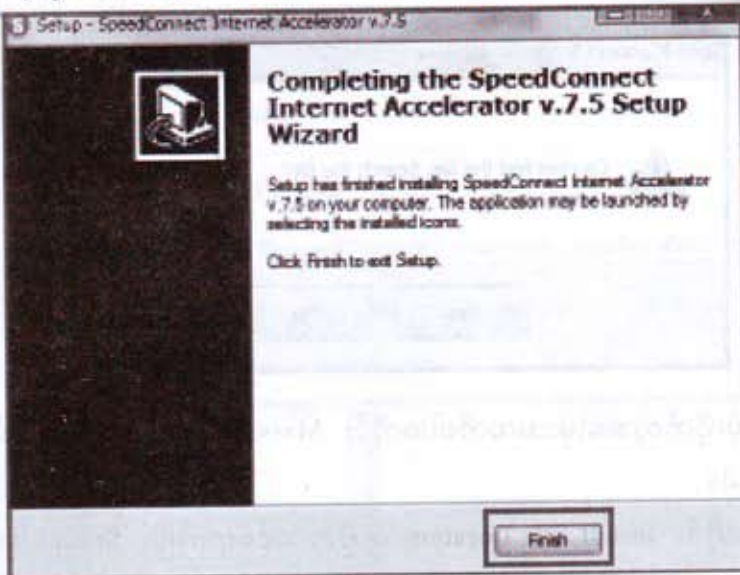 Setup - SpeedConnect Internet Accelerator v.7.5
Completing the SpeedConnect
Internet Accelerator v.7.5 Setup
Wizard
Setup has finished installing SpeedConnect Internet Accelerator
v.7.5 on your computer. The application may be launched by
selecting the installed icons.
Click Finish to exit Setup.
Finish